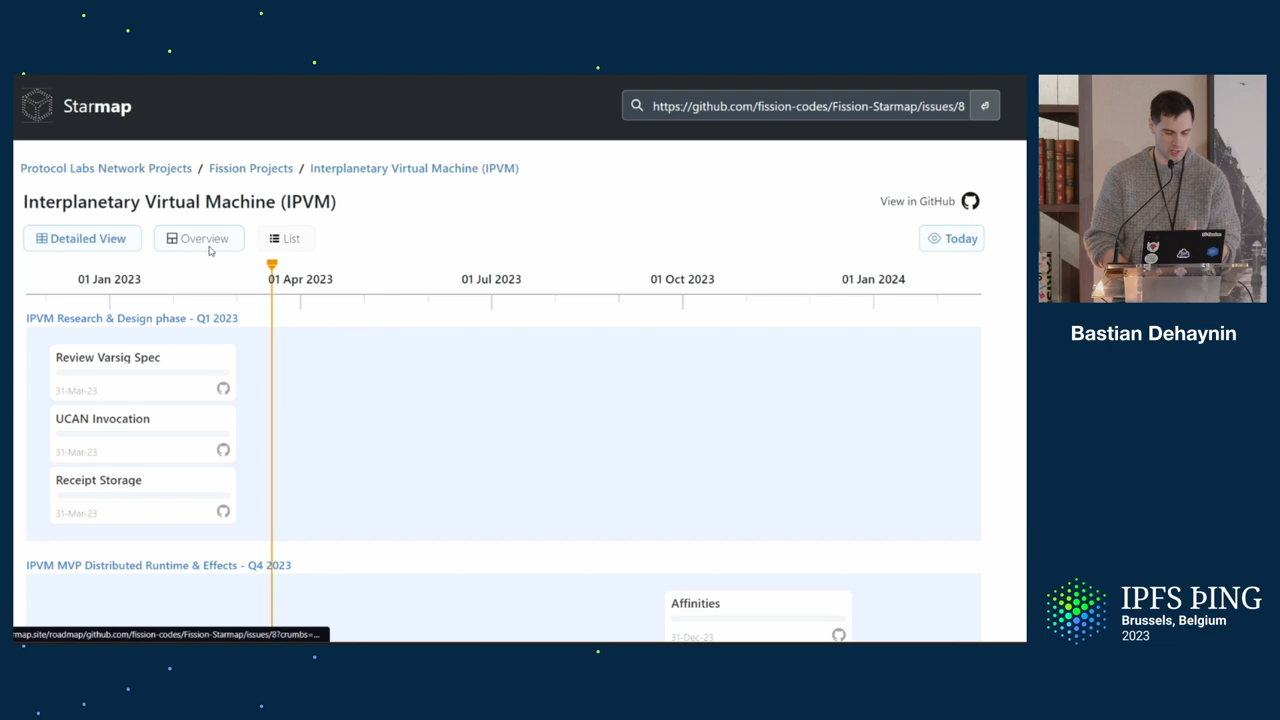 Starmap
https://github.com/fission-codes/Fission-Starmap/issues/8
Protocol Labs Network Projects / Fission Projects / Interplanetary Virtual Machine (IPVM)
Interplanetary Virtual Machine (IPVM)
View in GitHub
Detailed View
Overview
List
Today
01 Jan 2023
01 Apr 2023
01 Jul 2023
01 Oct 2023
01 Jan 2024
IPVM Research & Design phase - Q1 2023
Review Varsig Spec
31-Mar-23
UCAN Invocation
31-Mar-23
Receipt Storage
31-Mar-23
IPVM MVP Distributed Runtime & Effects - Q4 2023
Affinities
31-Dec-23
rmap.site/roadmap/github.com/fission-codes/Fission-Starmap/issues/8?crumbs=...
Bastian Dehaynin
IPFS ÞING
Brussels, Belgium
2023